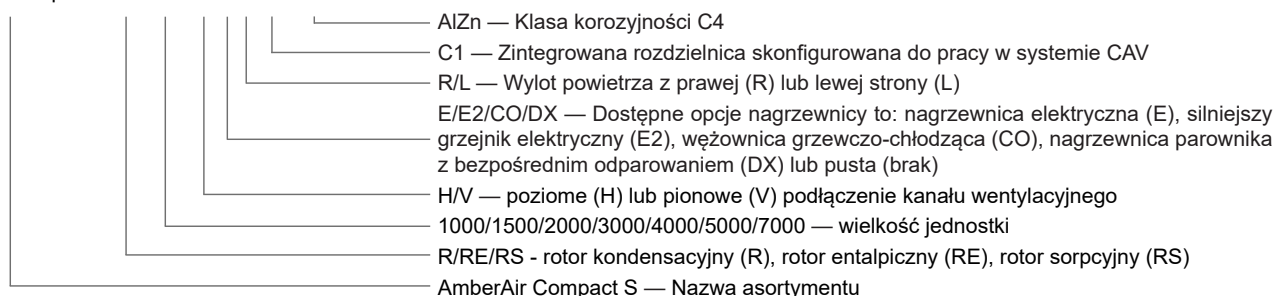 AlZn — Klasa korozyjności C4
C1 — Zintegrowana rozdzielnica skonfigurowana do pracy w systemie CAV
R/L — Wylot powietrza z prawej (R) lub lewej strony (L)
E/E2/CO/DX — Dostępne opcje nagrzewnicy to: nagrzewnica elektryczna (E), silniejszy
grzejnik elektryczny (E2), wężownica grzewczo-chłodząca (CO), nagrzewnica parownika
z bezpośrednim odparowaniem (DX) lub pusta (brak)
H/V — poziome (H) lub pionowe (V) podłączenie kanału wentylacyjnego
1000/1500/2000/3000/4000/5000/7000 — wielkość jednostki
R/RE/RS - rotor kondensacyjny (R), rotor entalpiczny (RE), rotor sorpcyjny (RS)
AmberAir Compact S — Nazwa asortymentu